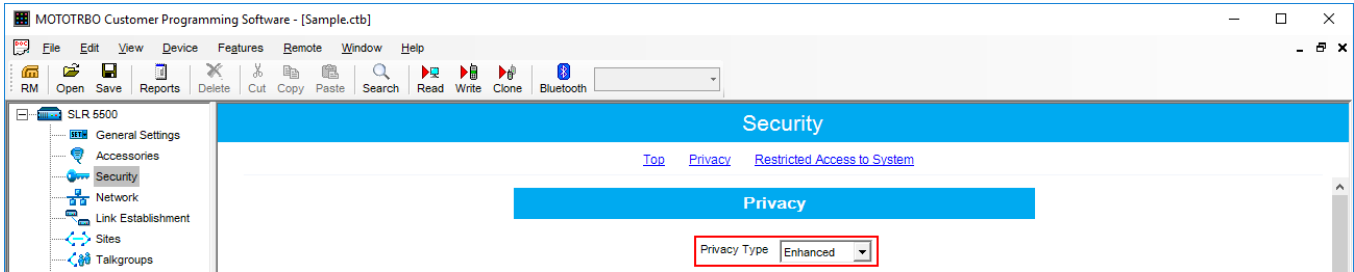 MOTOTRBO Customer Programming Software - [Sample.ctb]
File Edit View Device Features Remote Window Help
RM Open Save Reports Delete Cut Copy Paste Search Read Write Clone Bluetooth
SLR 5500
General Settings
Accessories
Security
Network
Link Establishment
Sites
Talkgroups
Security
Top Privacy Restricted Access to System
Privacy
Privacy Type Enhanced